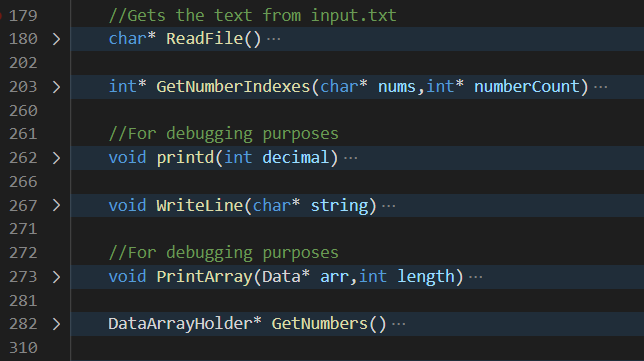 179 //Gets the text from input.txt
180 > char* ReadFile()···
202
203 > int* GetNumberIndexes(char* nums,int* numberCount)···
260
261 //For debugging purposes
262 > void printd(int decimal)···
266
267 > void WriteLine(char* string)···
271
272 //For debugging purposes
273 > void PrintArray(Data* arr,int length)···
281
282 > DataArrayHolder* GetNumbers()···
310